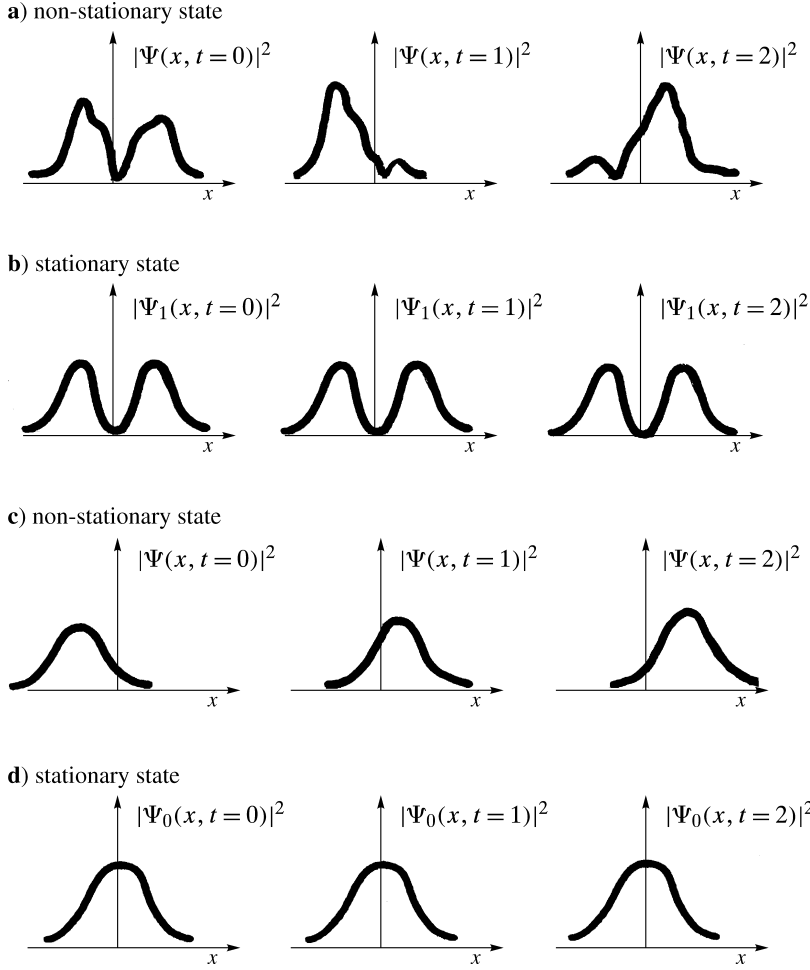 a) non-stationary state
|Ψ(x, t = 0)|² |Ψ(x, t = 1)|² |Ψ(x, t = 2)|²
x x x
b) stationary state
|Ψ₁(x, t = 0)|² |Ψ₁(x, t = 1)|² |Ψ₁(x, t = 2)|²
x x x
c) non-stationary state
|Ψ(x, t = 0)|² |Ψ(x, t = 1)|² |Ψ(x, t = 2)|²
x x x
d) stationary state
|Ψ₀(x, t = 0)|² |Ψ₀(x, t = 1)|² |Ψ₀(x, t = 2)|²
x x x